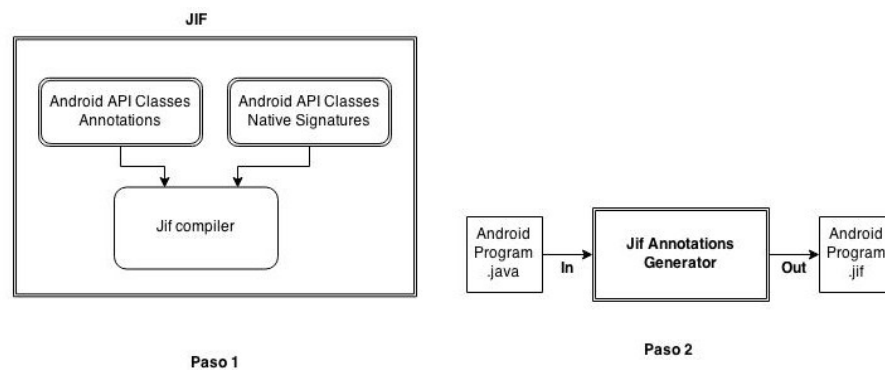 JIF
Android API Classes
Annotations
Android API Classes
Native Signatures
Jif compiler
Paso 1
Android
Program
.java
In
Jif Annotations
Generator
Out
Android
Program
.jif
Paso 2